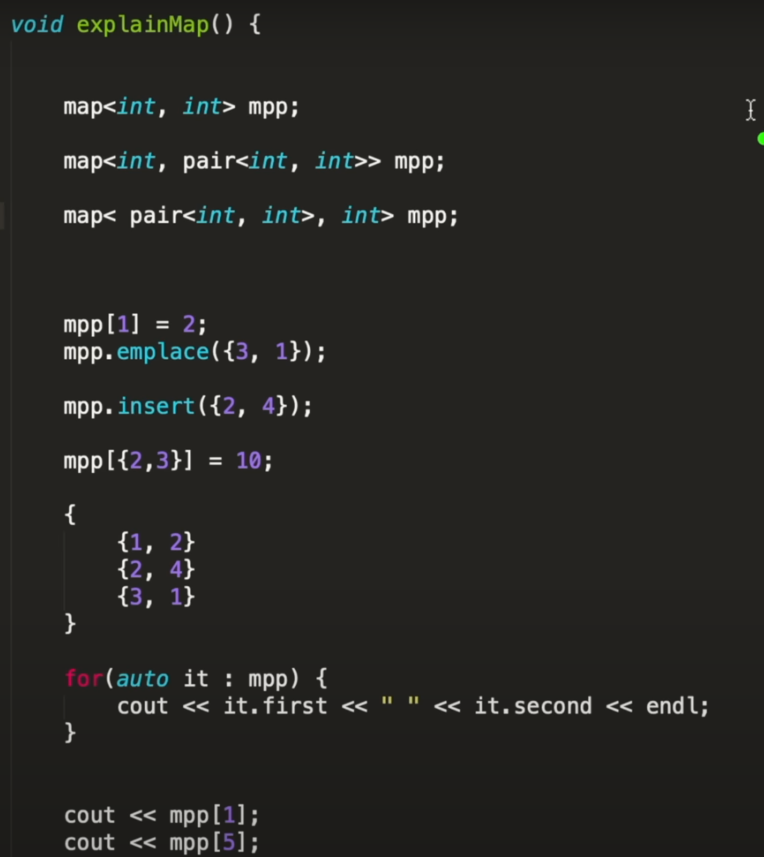 void explainMap() {
map<int, int> mpp;
map<int, pair<int, int>> mpp;
map< pair<int, int>, int> mpp;
mpp[1] = 2;
mpp.emplace({3, 1});
mpp.insert({2, 4});
mpp[{2,3}] = 10;
{
{1, 2}
{2, 4}
{3, 1}
}
for(auto it : mpp) {
cout << it.first << " " << it.second << endl;
}
cout << mpp[1];
cout << mpp[5];